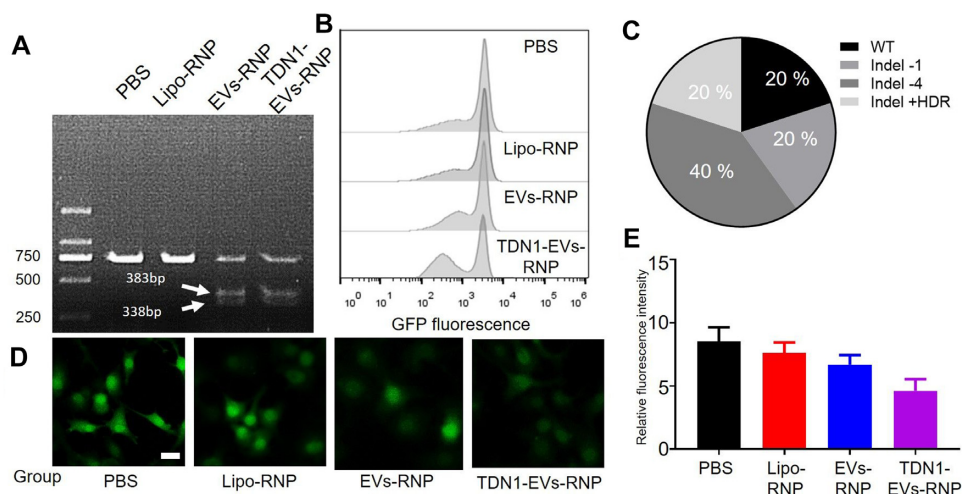 A
PBS
Lipo-RNP
EVs-RNP
TDN1-
EVs-RNP
750
500
250
383bp
338bp
B
PBS
Lipo-RNP
EVs-RNP
TDN1-EVs-
RNP
10^0 10^1 10^2 10^3 10^4 10^5 10^6
GFP fluorescence
C
WT
Indel -1
Indel -4
Indel +HDR
20 %
20 %
20 %
40 %
D
Group
PBS
Lipo-RNP
EVs-RNP
TDN1-EVs-RNP
E
Relative fluorescence intensity
15
10
5
0
PBS
Lipo-
RNP
EVs-
RNP
TDN1-
EVs-RNP